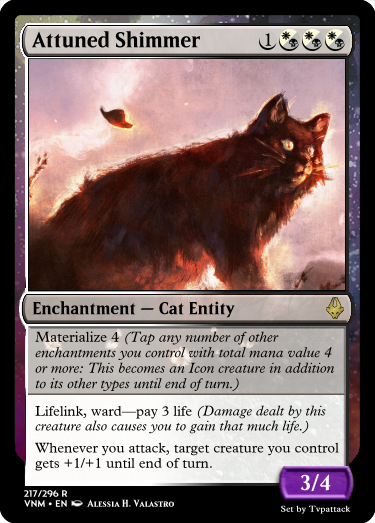 Attuned Shimmer 1
Enchantment — Cat Entity
Materialize 4 (Tap any number of other
enchantments you control with total mana value 4
or more: This becomes an Icon creature in addition
to its other types until end of turn.)
Lifelink, ward—pay 3 life (Damage dealt by this
creature also causes you to gain that much life.)
Whenever you attack, target creature you control
gets +1/+1 until end of turn.
3/4
217/296 R
VNM • EN Alessia H. Valastro
Set by Tvpattack